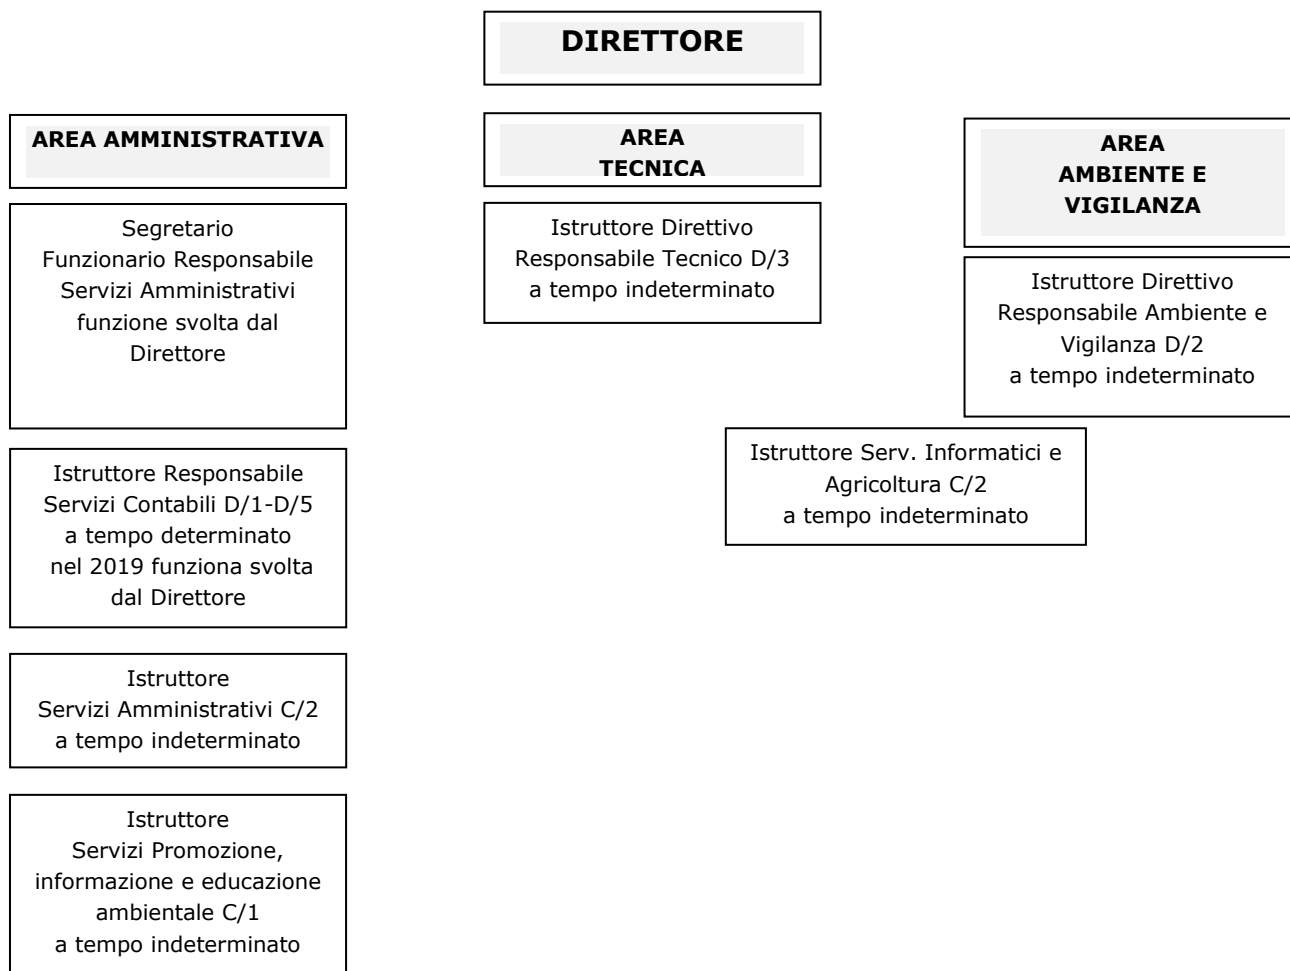 DIRETTORE
AREA AMMINISTRATIVA
Segretario
Funzionario Responsabile
Servizi Amministrativi
funzione svolta dal
Direttore
Istruttore Responsabile
Servizi Contabili D/1-D/5
a tempo determinato
nel 2019 funziona svolta
dal Direttore
Istruttore
Servizi Amministrativi C/2
a tempo indeterminato
Istruttore
Servizi Promozione,
informazione e educazione
ambientale C/1
a tempo indeterminato
AREA
TECNICA
Istruttore Direttivo
Responsabile Tecnico D/3
a tempo indeterminato
AREA
AMBIENTE E
VIGILANZA
Istruttore Direttivo
Responsabile Ambiente e
Vigilanza D/2
a tempo indeterminato
Istruttore Serv. Informatici e
Agricoltura C/2
a tempo indeterminato